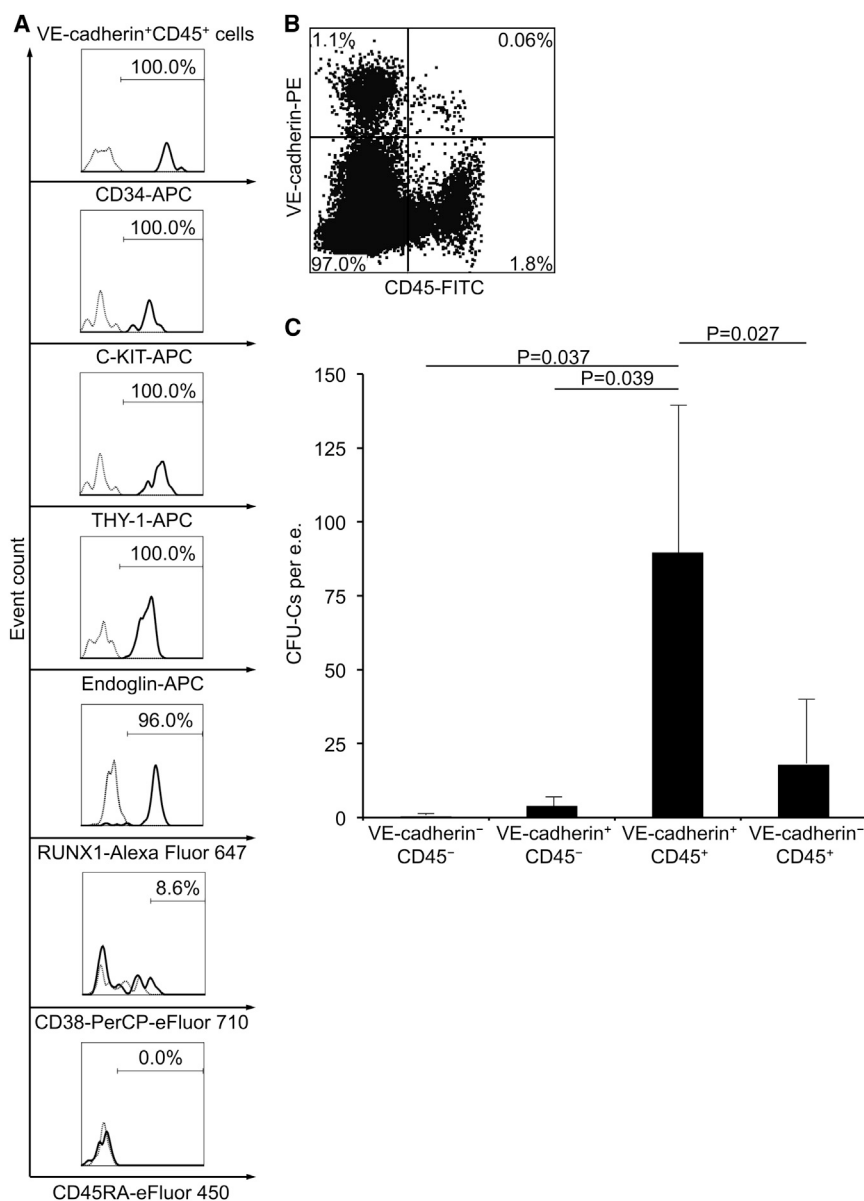 A
VE-cadherin⁺CD45⁺ cells
100.0%
CD34-APC
100.0%
C-KIT-APC
100.0%
THY-1-APC
100.0%
Endoglin-APC
96.0%
RUNX1-Alexa Fluor 647
8.6%
CD38-PerCP-eFluor 710
0.0%
CD45RA-eFluor 450
Event count
B
1.1%
0.06%
97.0%
1.8%
VE-cadherin-PE
CD45-FITC
C
P=0.027
P=0.037
P=0.039
150
125
100
75
50
25
0
CFU-Cs per e.e.
VE-cadherin⁻ VE-cadherin⁺ VE-cadherin⁺ VE-cadherin⁻
CD45⁻ CD45⁻ CD45⁺ CD45⁺